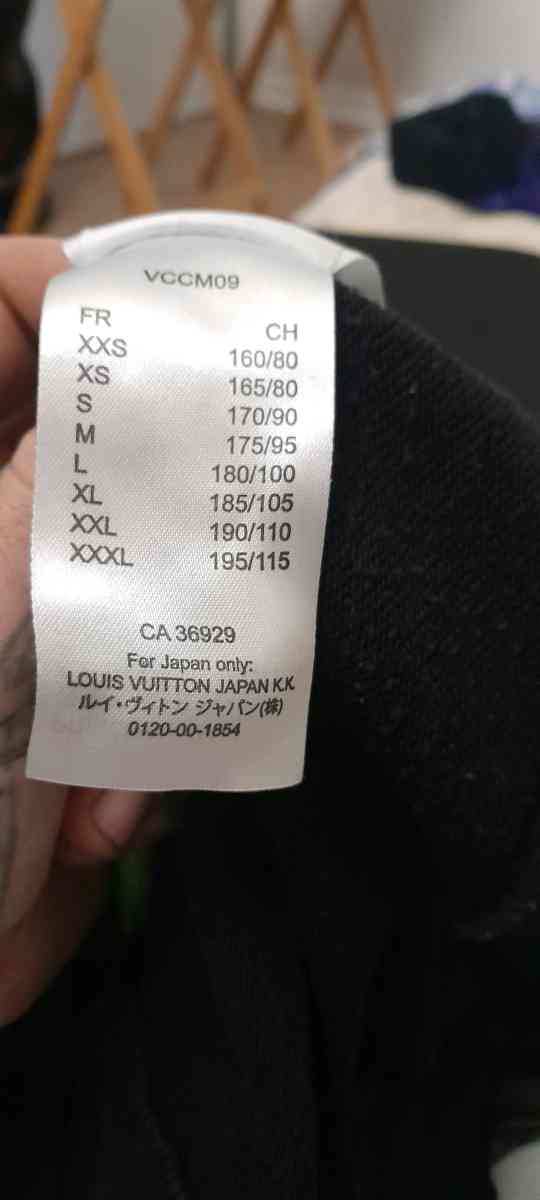 VCCM09
FR CH
XXS 160/80
XS 165/80
S 170/90
M 175/95
L 180/100
XL 185/105
XXL 190/110
XXXL 195/115
CA 36929
For Japan only:
LOUIS VUITTON JAPAN K.K.
ルイ・ヴィトン ジャパン(株)
0120-00-1854